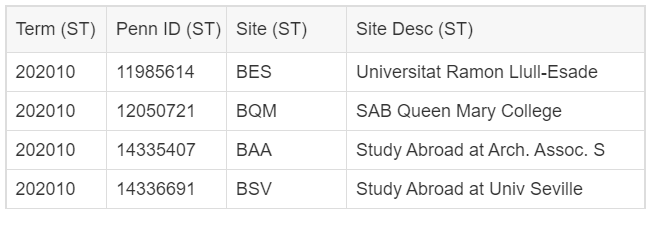 Term (ST) Penn ID (ST) Site (ST) Site Desc (ST)
202010 11985614 BES Universitat Ramon Llull-Esade
202010 12050721 BQM SAB Queen Mary College
202010 14335407 BAA Study Abroad at Arch. Assoc. S
202010 14336691 BSV Study Abroad at Univ Seville